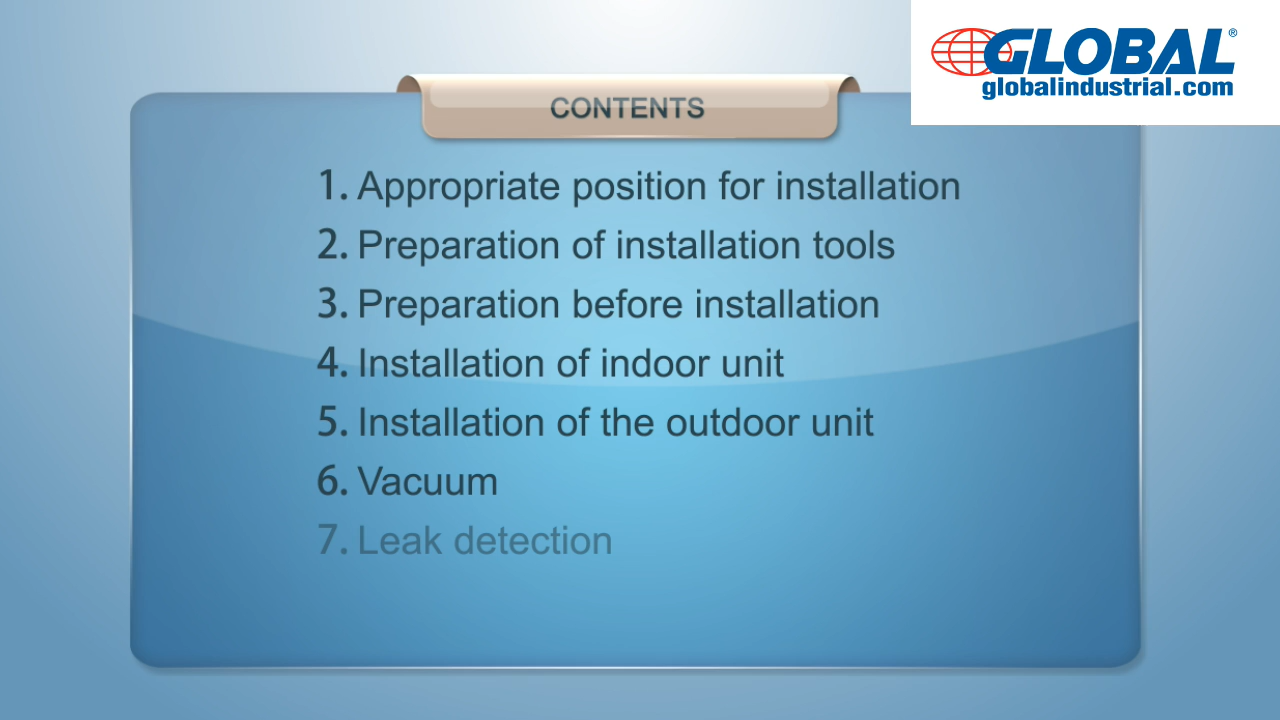 GLOBAL®
globalindustrial.com
CONTENTS
1. Appropriate position for installation
2. Preparation of installation tools
3. Preparation before installation
4. Installation of indoor unit
5. Installation of the outdoor unit
6. Vacuum
7. Leak detection